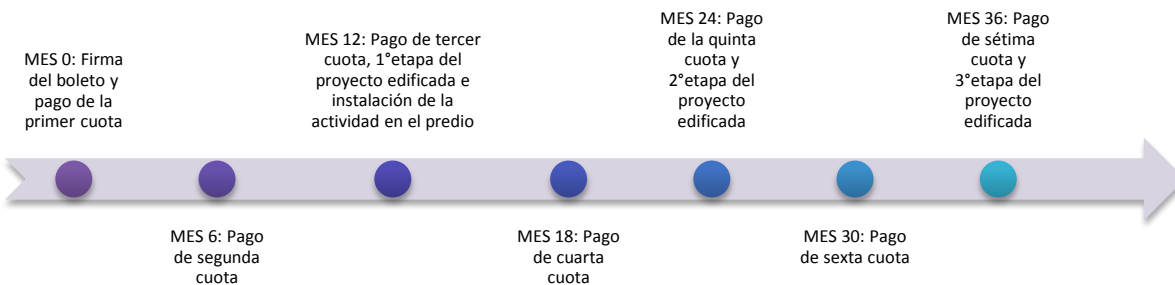 MES 0: Firma
del boleto y
pago de la
primer cuota
MES 6: Pago
de segunda
cuota
MES 12: Pago de tercer
cuota, 1°etapa del
proyecto edificada e
instalación de la
actividad en el predio
MES 18: Pago
de cuarta
cuota
MES 24: Pago
de la quinta
cuota y
2°etapa del
proyecto
edificada
MES 30: Pago
de sexta cuota
MES 36: Pago
de sétima
cuota y
3°etapa del
proyecto
edificada